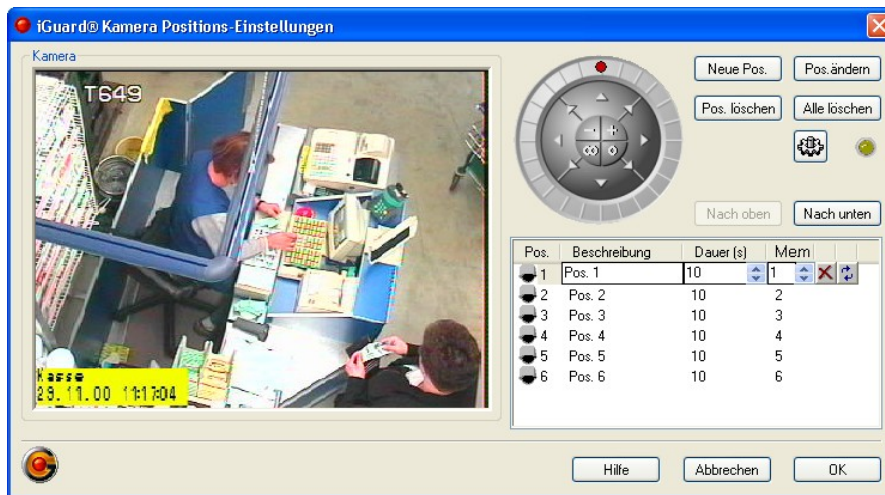 iGuard® Kamera Positions-Einstellungen
Kamera
T649
Kasse
29.11.00 11:17:04
Neue Pos.
Pos.ändern
Pos. löschen
Alle löschen
Nach oben
Nach unten
Pos. Beschreibung Dauer (s) Mem
1 Pos. 1 10 1
2 Pos. 2 10 2
3 Pos. 3 10 3
4 Pos. 4 10 4
5 Pos. 5 10 5
6 Pos. 6 10 6
Hilfe
Abbrechen
OK